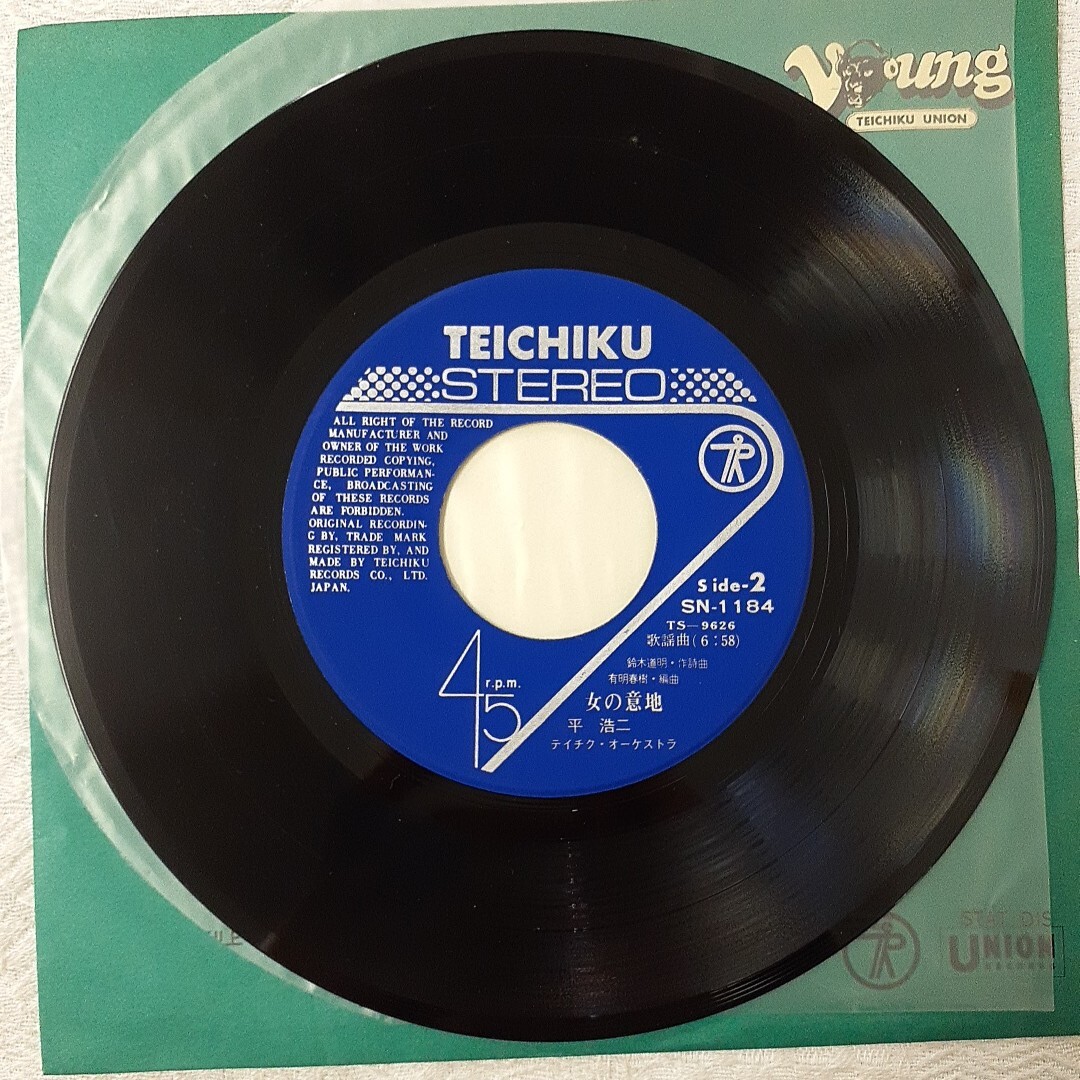 Young
TEICHIKU UNION
TEICHIKU
STEREO
ALL RIGHT OF THE RECORD
MANUFACTURER AND
OWNER OF THE WORK
RECORDED COPYING,
PUBLIC PERFORMAN-
CE, BROADCASTING
OF THESE RECORDS
ARE FORBIDDEN.
ORIGINAL RECORDIN-
G BY, TRADE MARK
REGISTERED BY, AND
MADE BY TEICHIKU
RECORDS CO., LTD.
JAPAN.
Side-2
SN-1184
TS-9626
歌謡曲(6:58)
鈴木道明・作詩曲
有明春樹・編曲
女の意地
平 浩二
テイチク・オーケストラ
45 r.p.m.
UNION
RECORDS